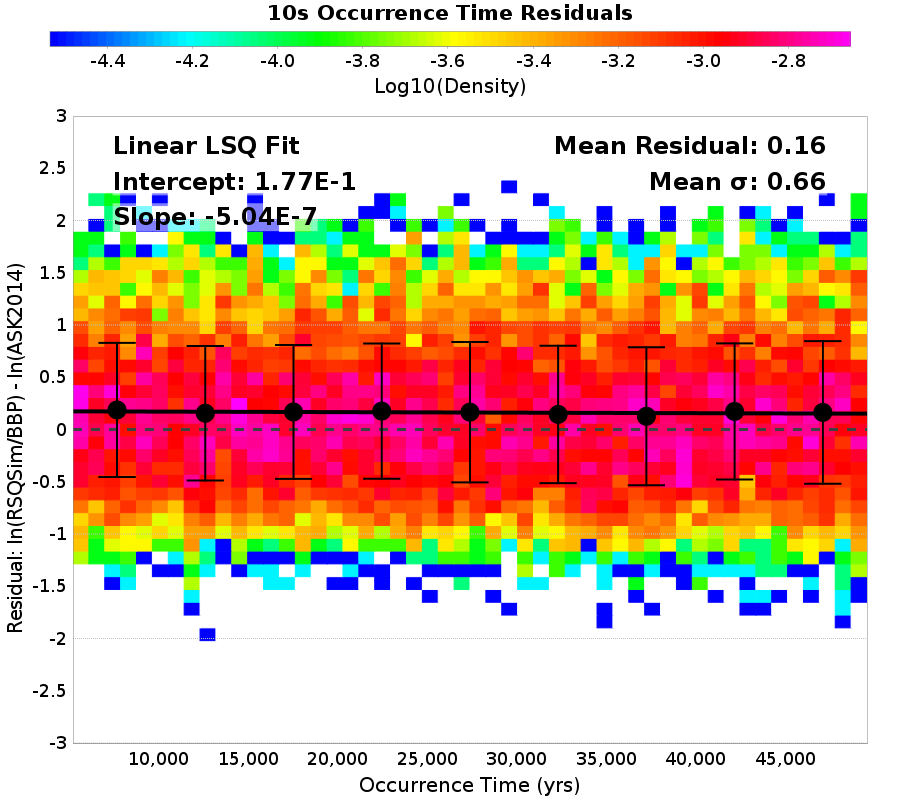 10s Occurrence Time Residuals
-4.4 -4.2 -4.0 -3.8 -3.6 -3.4 -3.2 -3.0 -2.8
Log10(Density)
Residual: ln(RSQSim/BBP) - ln(ASK2014)
3
2.5
2
1.5
1
0.5
0
-0.5
-1
-1.5
-2
-2.5
-3
Linear LSQ Fit
Intercept: 1.77E-1
Slope: -5.04E-7
Mean Residual: 0.16
Mean σ: 0.66
10,000 15,000 20,000 25,000 30,000 35,000 40,000 45,000
Occurrence Time (yrs)